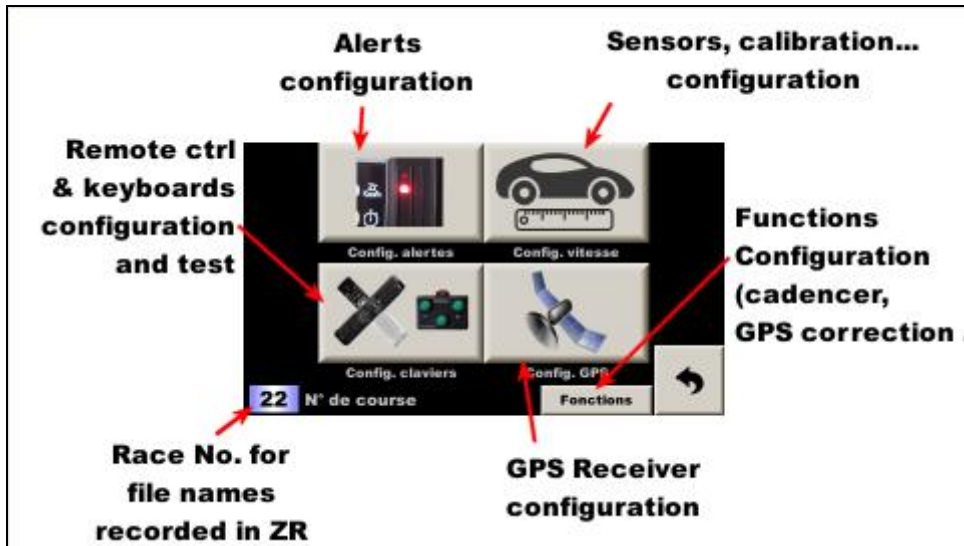 Alerts
configuration
Sensors, calibration...
configuration
Remote ctrl
& keyboards
configuration
and test
Config. alertes
Config. vitesse
Functions
Configuration
(cadencer,
GPS correction .
Config. claviers
Config. GPS
22 N° de course
Fonctions
Race No. for
file names
recorded in ZR
GPS Receiver
configuration